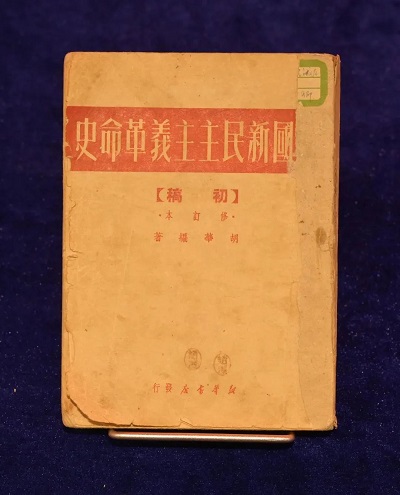 國新民主主義革命史
【初稿】
·修訂本·
胡華編著
新華書店發行